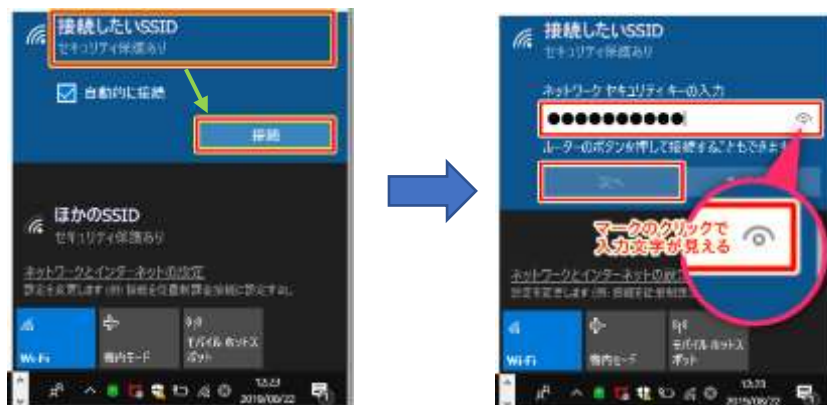 接続したいSSID
セキュリティ保護あり
自動的に接続
接続
ほかのSSID
セキュリティ保護あり
ネットワークとインターネットの設定
Wi-Fi
機内モード
モバイル ホットスポット
12:23
2019/08/22
接続したいSSID
セキュリティ保護あり
ネットワーク セキュリティ キーの入力
●●●●●●●●●●
ルーターのボタンを押して接続することもできます
次へ
マークのクリックで
入力文字が見える
ネットワークとインターネットの設定
Wi-Fi
機内モード
モバイル ホットスポット
12:23
2019/08/22